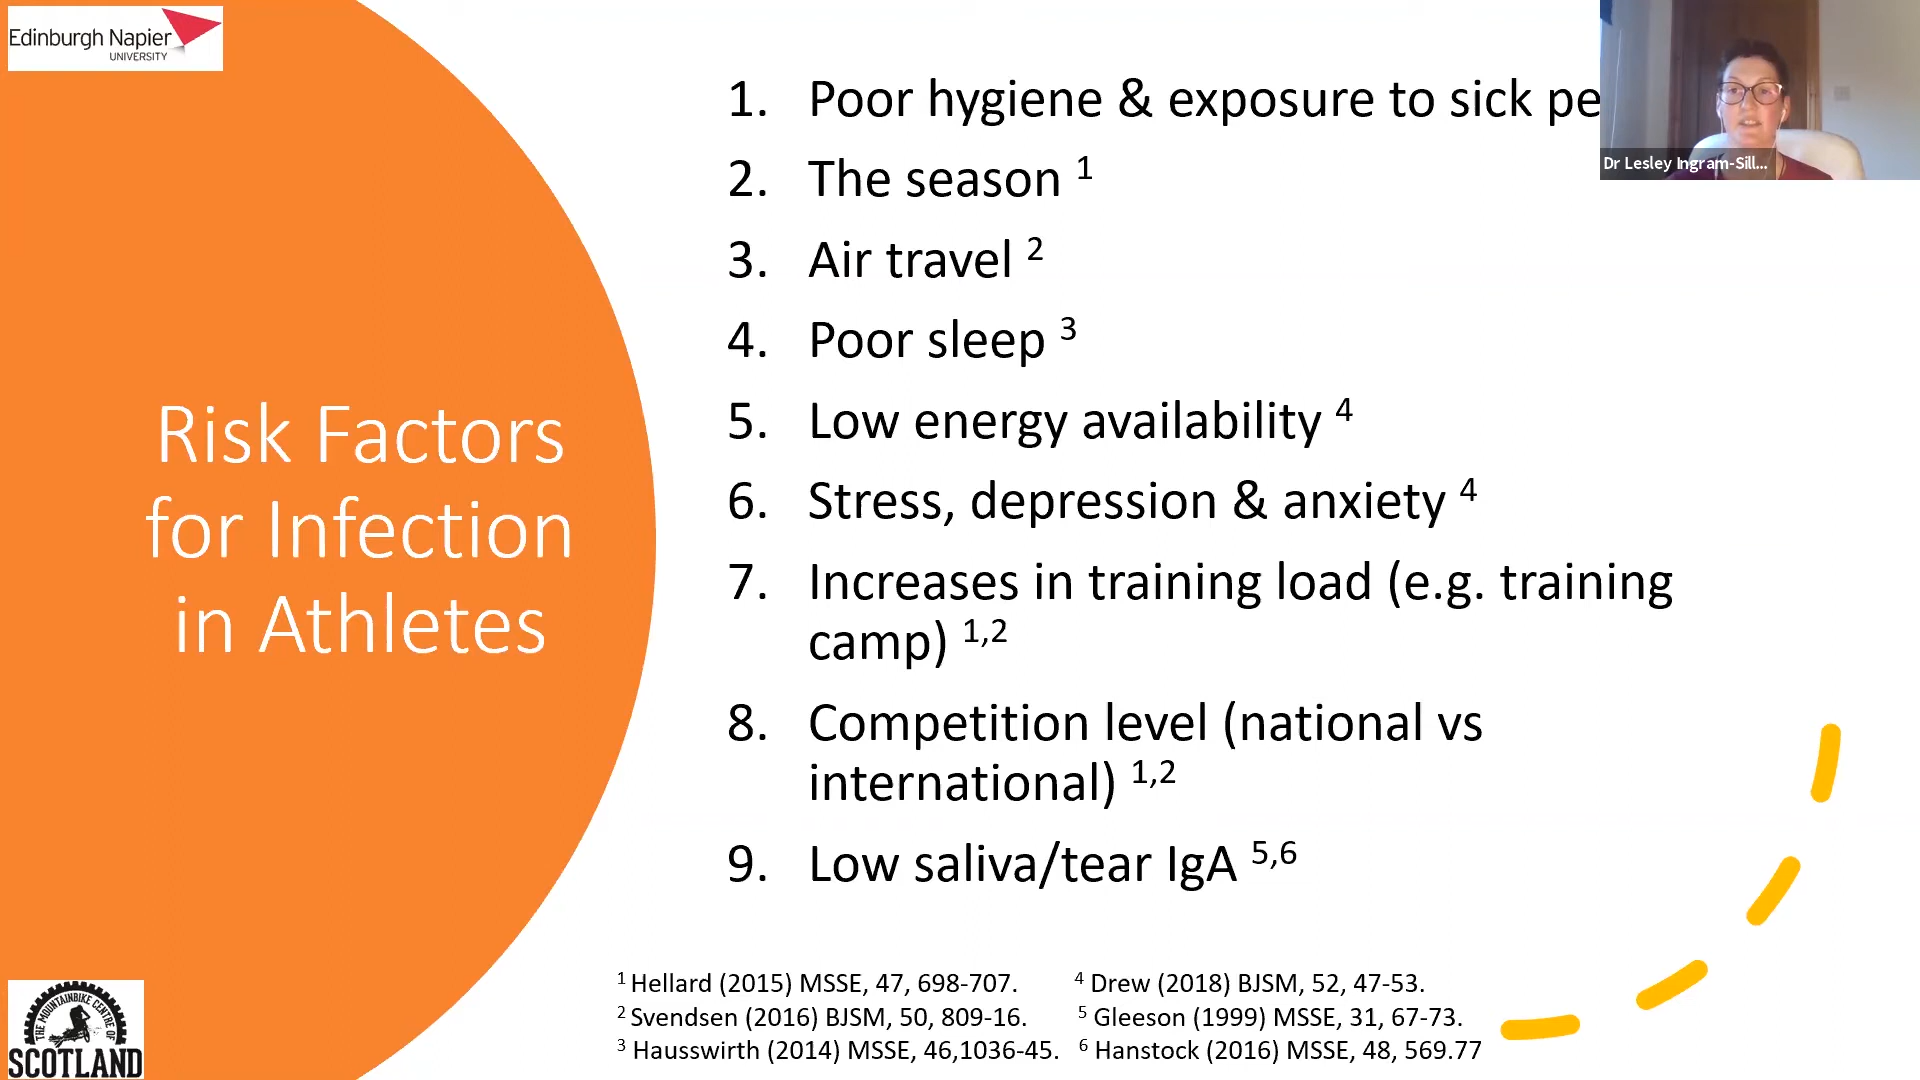 Edinburgh Napier
UNIVERSITY
Risk Factors
for Infection
in Athletes
1. Poor hygiene & exposure to sick pe
2. The season 1
3. Air travel 2
4. Poor sleep 3
5. Low energy availability 4
6. Stress, depression & anxiety 4
7. Increases in training load (e.g. training
camp) 1,2
8. Competition level (national vs
international) 1,2
9. Low saliva/tear IgA 5,6
1 Hellard (2015) MSSE, 47, 698-707.
2 Svendsen (2016) BJSM, 50, 809-16.
3 Hausswirth (2014) MSSE, 46,1036-45.
4 Drew (2018) BJSM, 52, 47-53.
5 Gleeson (1999) MSSE, 31, 67-73.
6 Hanstock (2016) MSSE, 48, 569.77
Dr Lesley Ingram-Sill...
THE MOUNTAINBIKE CENTRE OF
SCOTLAND